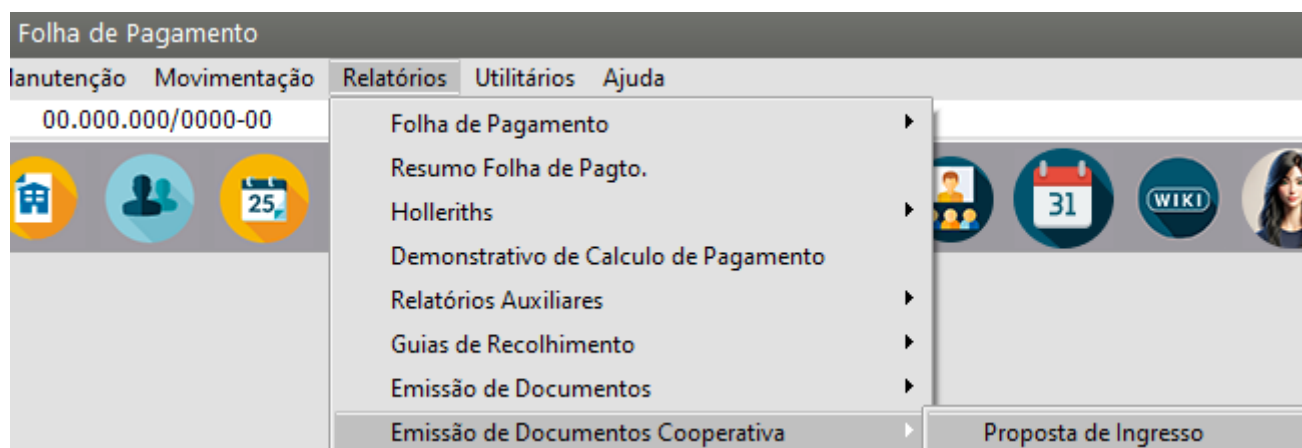 Folha de Pagamento
Manutenção Movimentação Relatórios Utilitários Ajuda
00.000.000/0000-00
Folha de Pagamento
Resumo Folha de Pagto.
25
31
WIKI
Holleriths
Demonstrativo de Calculo de Pagamento
Relatórios Auxiliares
Guias de Recolhimento
Emissão de Documentos
Emissão de Documentos Cooperativa Proposta de Ingresso